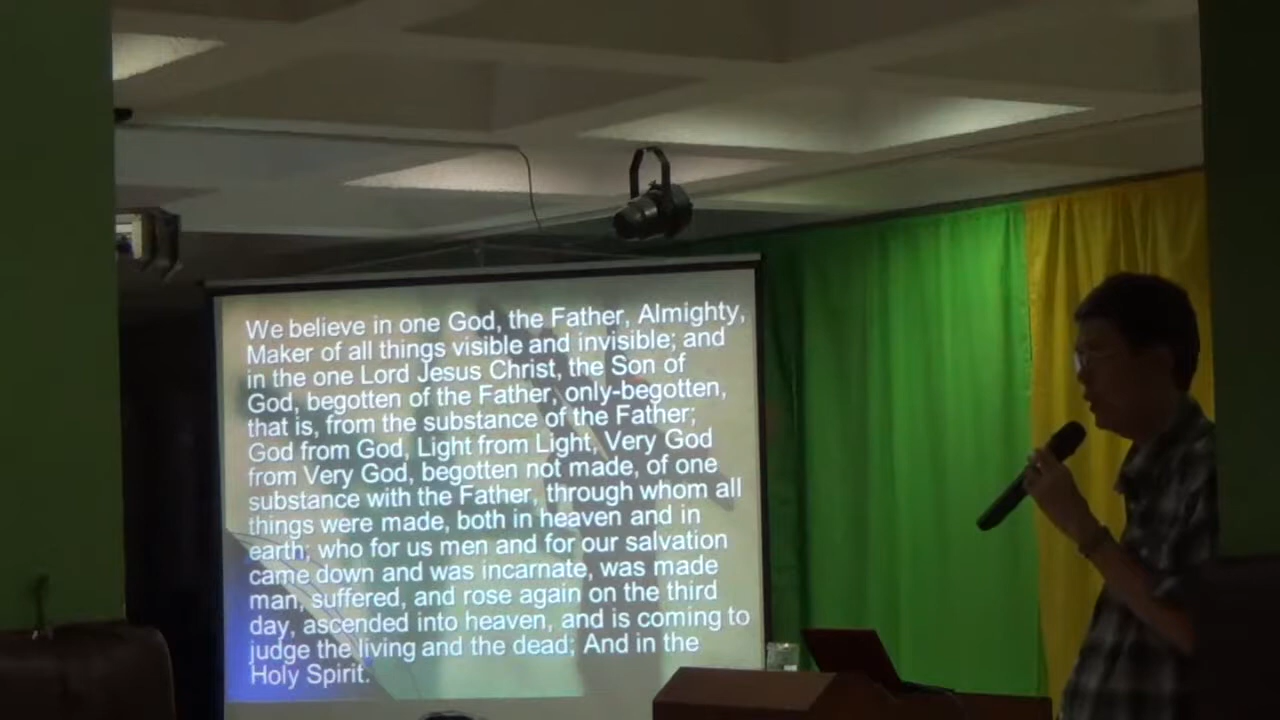 We believe in one God, the Father, Almighty,
Maker of all things visible and invisible; and
in the one Lord Jesus Christ, the Son of
God, begotten of the Father, only-begotten,
that is, from the substance of the Father;
God from God, Light from Light, Very God
from Very God, begotten not made, of one
substance with the Father, through whom all
things were made, both in heaven and in
earth; who for us men and for our salvation
came down and was incarnate, was made
man, suffered, and rose again on the third
day, ascended into heaven, and is coming to
judge the living and the dead; And in the
Holy Spirit.